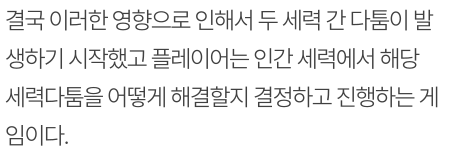 결국 이러한 영향으로 인해서 두 세력 간 다툼이 발
생하기 시작했고 플레이어는 인간 세력에서 해당
세력다툼을 어떻게 해결할지 결정하고 진행하는 게
임이다.